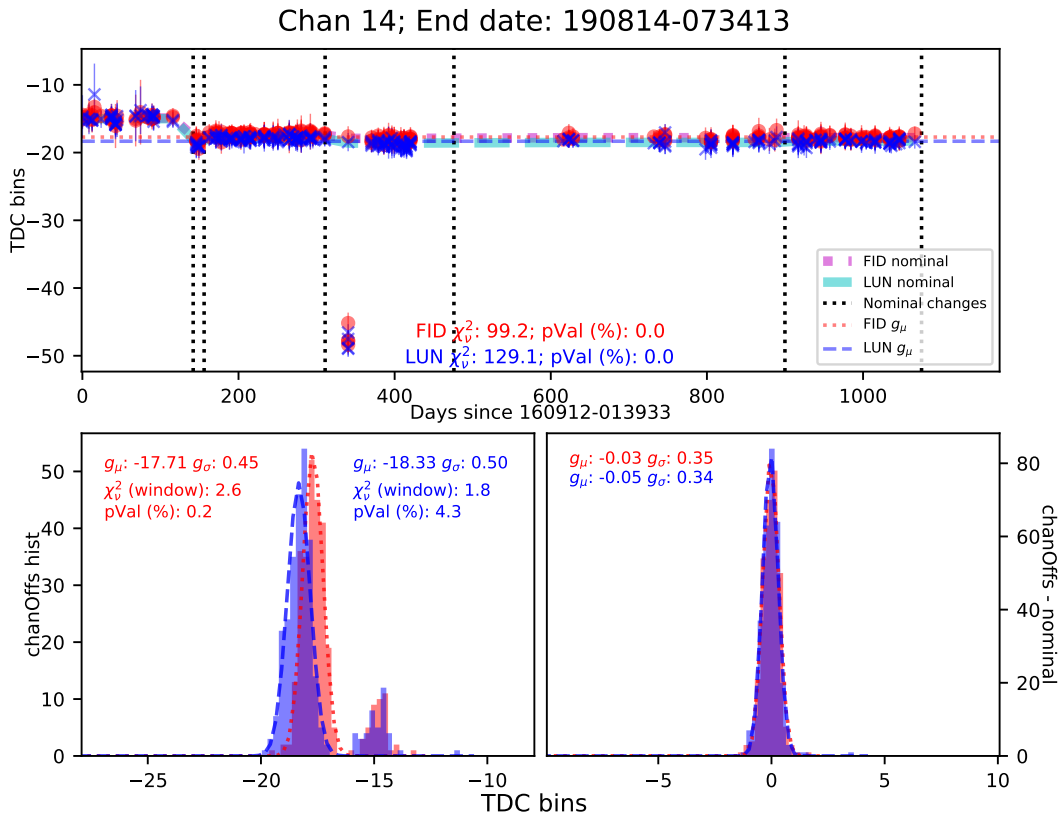 Chan 14; End date: 190814-073413
TDC bins
−10
−20
−30
−40
−50
FID nominal
LUN nominal
Nominal changes
FID gμ
LUN gμ
FID χ²ν: 99.2; pVal (%): 0.0
LUN χ²ν: 129.1; pVal (%): 0.0
0 200 400 600 800 1000
Days since 160912-013933
chanOffs hist
50
40
30
20
10
0
gμ: -17.71 gσ: 0.45
χ²ν (window): 2.6
pVal (%): 0.2
gμ: -18.33 gσ: 0.50
χ²ν (window): 1.8
pVal (%): 4.3
−25 −20 −15 −10
gμ: -0.03 gσ: 0.35
gμ: -0.05 gσ: 0.34
80
60
40
20
0
chanOffs - nominal
−5 0 5 10
TDC bins